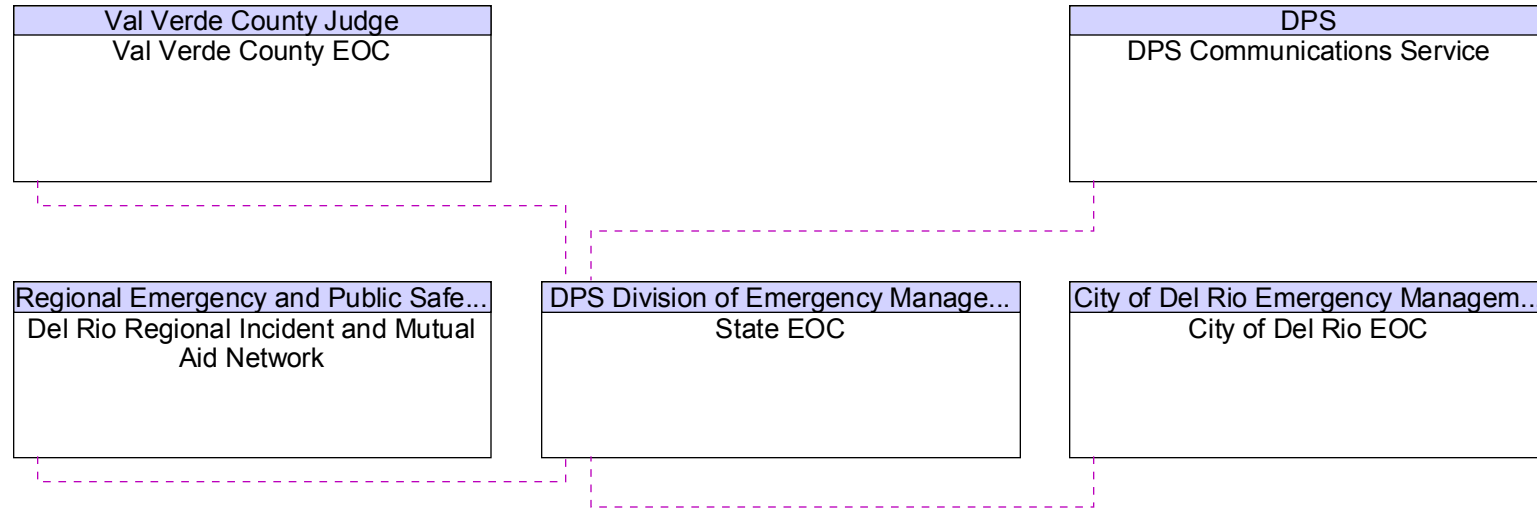 Val Verde County Judge
Val Verde County EOC
DPS
DPS Communications Service
Regional Emergency and Public Safe...
Del Rio Regional Incident and Mutual
Aid Network
DPS Division of Emergency Manage...
State EOC
City of Del Rio Emergency Managem...
City of Del Rio EOC